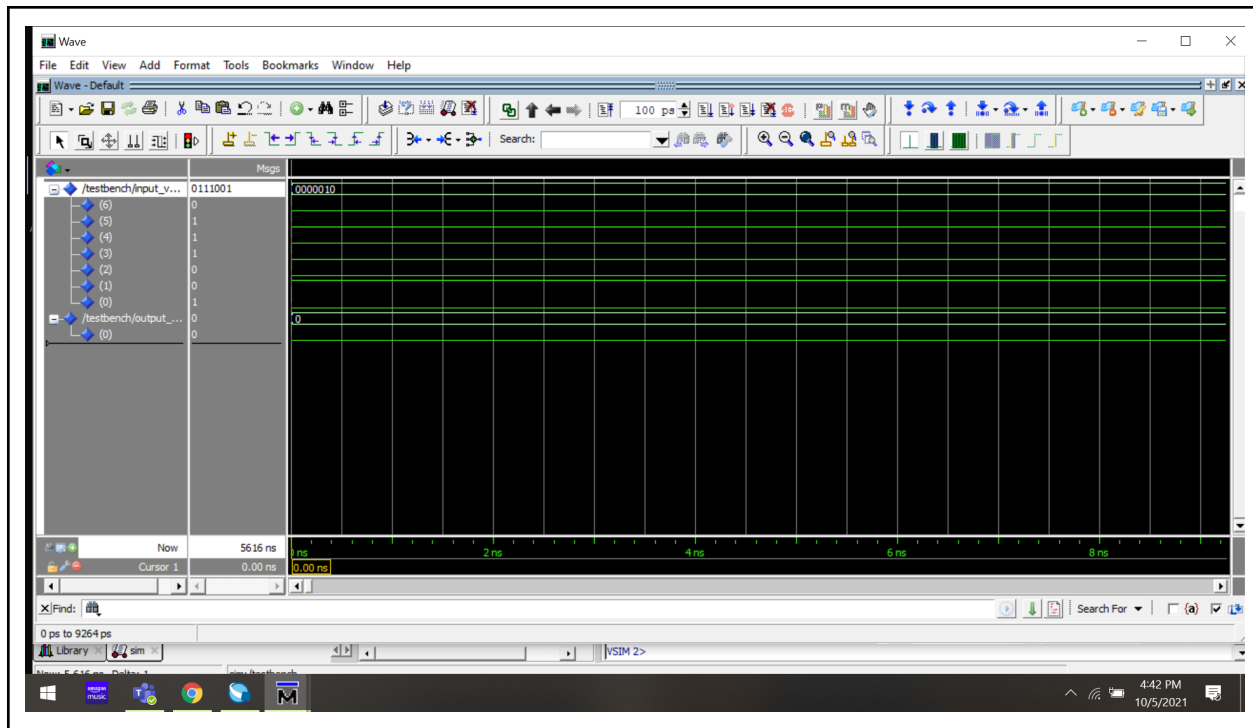 Wave
File Edit View Add Format Tools Bookmarks Window Help
Wave - Default
100 ps
Search:
Msgs
/testbench/input_v... 0111001 0000010
(6) 0
(5) 1
(4) 1
(3) 1
(2) 0
(1) 0
(0) 1
/testbench/output_... 0 0
(0) 0
Now 5616 ns ns 2 ns 4 ns 6 ns 8 ns
Cursor 1 0.00 ns 0.00 ns
Find: Search For {a}
0 ps to 9264 ps
Library sim VSIM 2>
amazon music
4:42 PM
10/5/2021